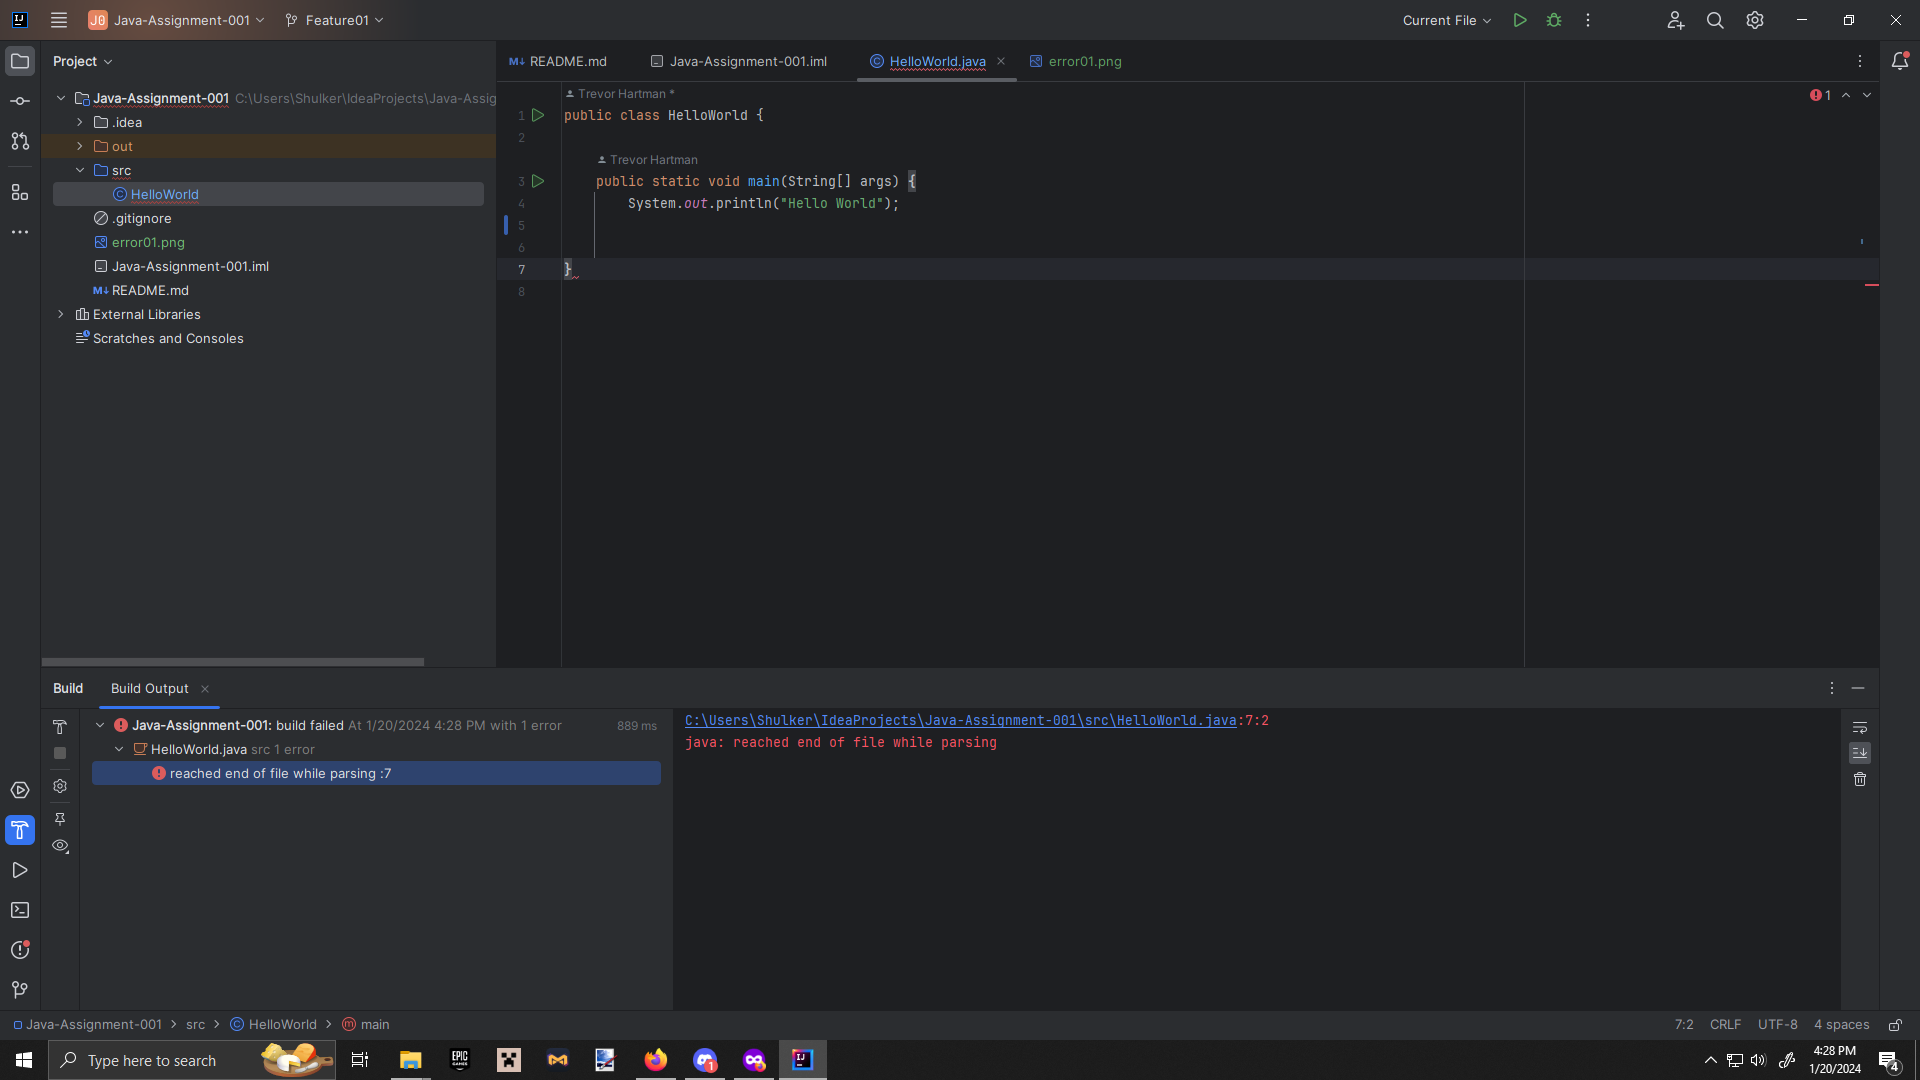 JO Java-Assignment-001 Feature01 Current File
Project
Java-Assignment-001 C:\Users\Shulker\IdeaProjects\Java-Assig
.idea
out
src
HelloWorld
.gitignore
error01.png
Java-Assignment-001.iml
README.md
External Libraries
Scratches and Consoles
README.md Java-Assignment-001.iml HelloWorld.java error01.png
Trevor Hartman *
1 public class HelloWorld {
2
Trevor Hartman
3 public static void main(String[] args) {
4 System.out.println("Hello World");
5
6
7 }
8
1
Build Build Output
Java-Assignment-001: build failed At 1/20/2024 4:28 PM with 1 error 889 ms
HelloWorld.java src 1 error
reached end of file while parsing :7
C:\Users\Shulker\IdeaProjects\Java-Assignment-001\src\HelloWorld.java:7:2
java: reached end of file while parsing
Java-Assignment-001 > src > HelloWorld > main 7:2 CRLF UTF-8 4 spaces
Type here to search
EPIC GAMES
1
IJ
4:28 PM
1/20/2024
4